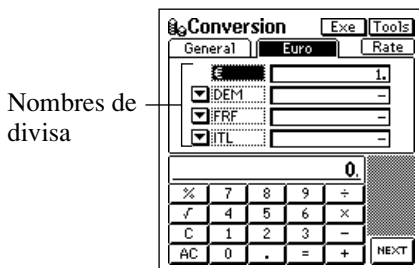 Conversion Exe Tools
General Euro Rate
€ 1.
DEM -
FRF -
ITL -
Nombres de
divisa
0.
% 7 8 9 ÷
√ 4 5 6 ×
C 1 2 3 -
AC 0 . = + NEXT